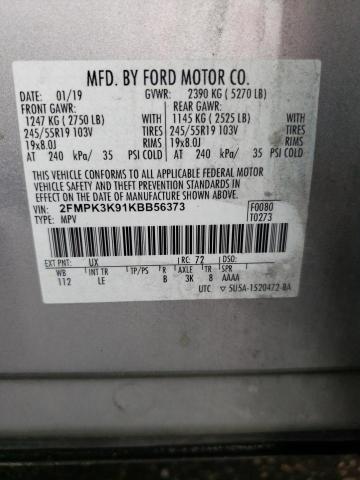 MFD. BY FORD MOTOR CO.
DATE: 01/19 GVWR: 2390 KG ( 5270 LB)
FRONT GAWR: REAR GAWR:
1247 KG ( 2750 LB) 1145 KG ( 2525 LB)
245/55R19 103V TIRES 245/55R19 103V TIRES
19x8.0J RIMS 19x8.0J RIMS
AT 240 kPa/ 35 PSI COLD AT 240 kPa/ 35 PSI COLD
THIS VEHICLE CONFORMS TO ALL APPLICABLE FEDERAL MOTOR
VEHICLE SAFETY AND THEFT PREVENTION STANDARDS IN EFFECT
ON THE DATE OF MANUFACTURE SHOWN ABOVE.
VIN: 2FMPK3K91KBB56373 F0080
TYPE: MPV T0273
EXT PNT: UX RC: 72 DSO:
WB INT TR TP/PS R AXLE TR SPR
112 LE B 3K 8 AAAA
UTC 5U5A-1520472-BA